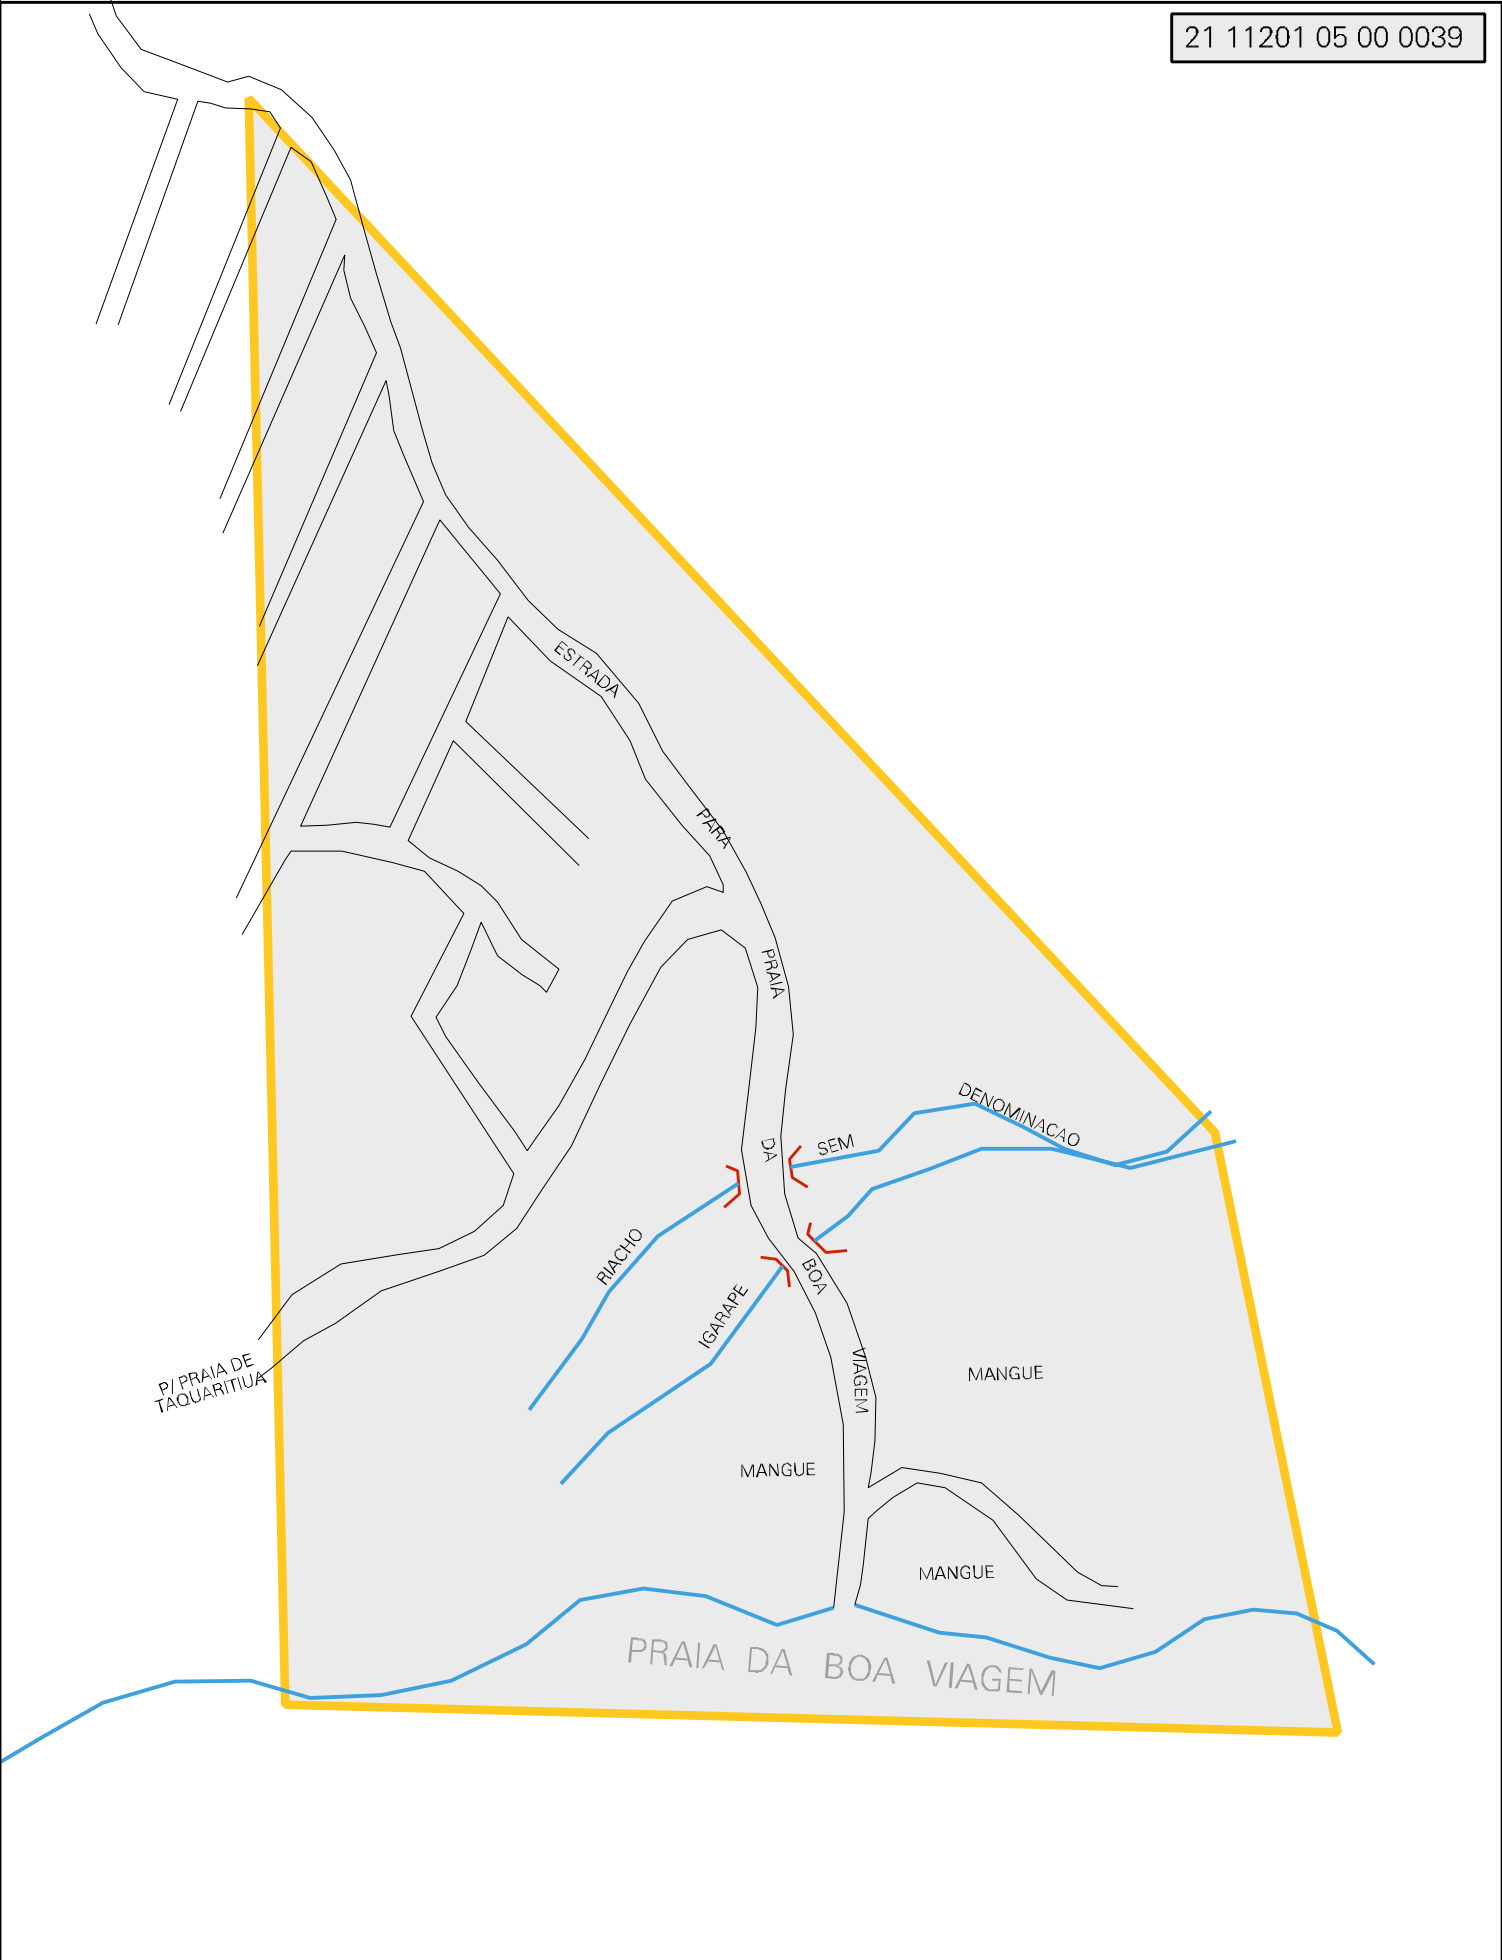 21 11201 05 00 0039
ESTRADA
PARA
PRAIA
DENOMINACAO
SEM
DA
RIACHO
BOA
IGARAPE
VIAGEM
P/ PRAIA DE
TAQUARITIUA
MANGUE
MANGUE
MANGUE
PRAIA DA BOA VIAGEM